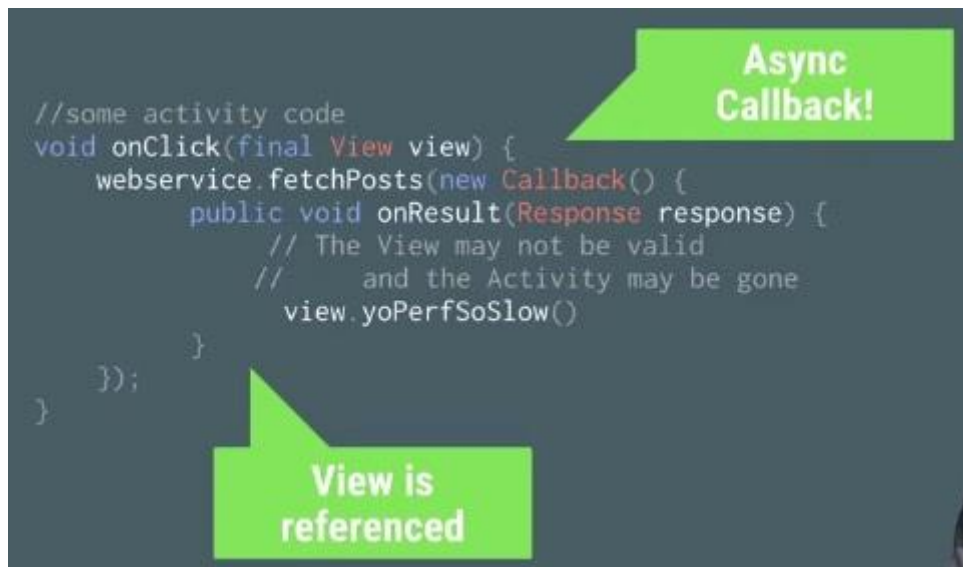 Async
Callback!
//some activity code
void onClick(final View view) {
webservice.fetchPosts(new Callback() {
public void onResult(Response response) {
// The View may not be valid
// and the Activity may be gone
view.yoPerfSoSlow()
}
});
}
View is
referenced